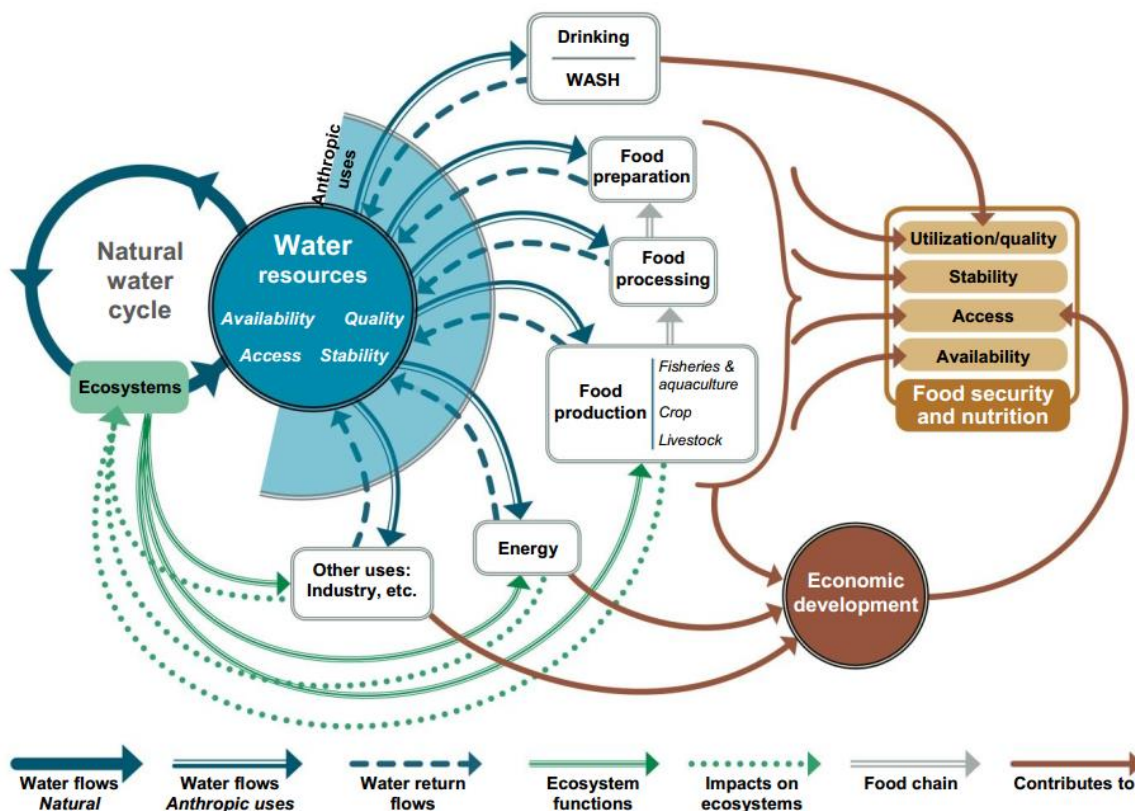 Drinking
WASH
Anthropic
uses
Food
preparation
Natural
water
cycle
Water
resources
Availability Quality
Access Stability
Food
processing
Utilization/quality
Stability
Access
Availability
Food security
and nutrition
Ecosystems
Food
production
Fisheries &
aquaculture
Crop
Livestock
Energy
Other uses:
Industry, etc.
Economic
development
Water flows
Natural
Water flows
Anthropic uses
Water return
flows
Ecosystem
functions
Impacts on
ecosystems
Food chain
Contributes to